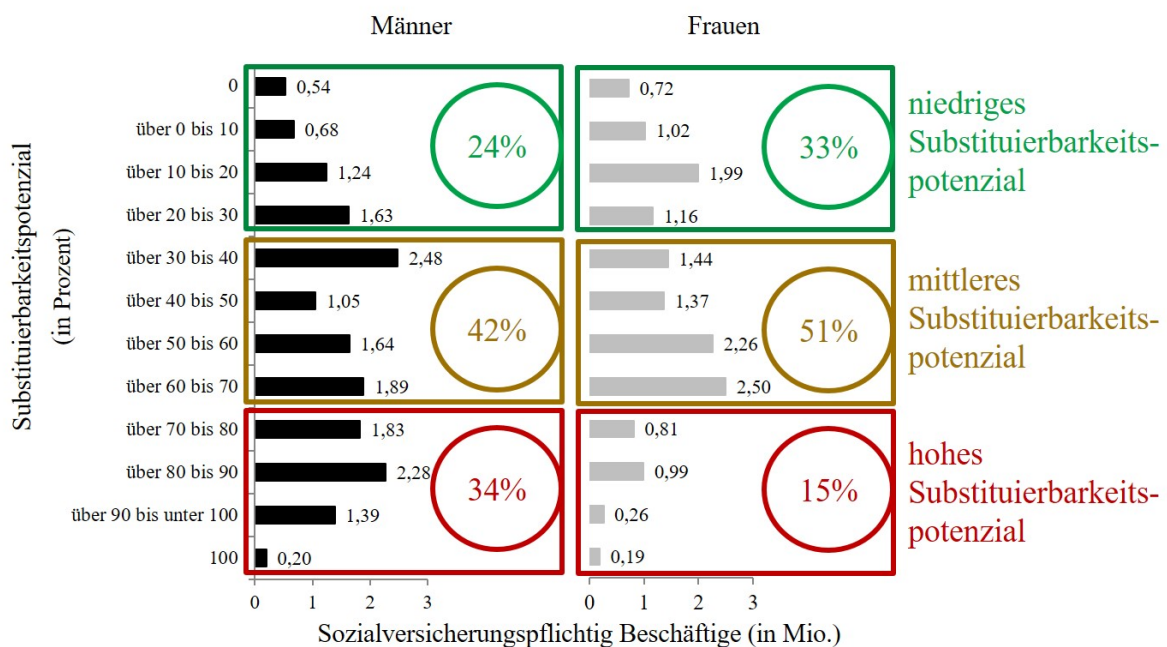 Männer Frauen
0 0,54 0,72
über 0 bis 10 0,68 1,02
über 10 bis 20 1,24 1,99
über 20 bis 30 1,63 1,16
24% 33%
niedriges
Substituierbarkeits-
potenzial
über 30 bis 40 2,48 1,44
über 40 bis 50 1,05 1,37
über 50 bis 60 1,64 2,26
über 60 bis 70 1,89 2,50
42% 51%
mittleres
Substituierbarkeits-
potenzial
über 70 bis 80 1,83 0,81
über 80 bis 90 2,28 0,99
über 90 bis unter 100 1,39 0,26
100 0,20 0,19
34% 15%
hohes
Substituierbarkeits-
potenzial
0 1 2 3 0 1 2 3
Sozialversicherungspflichtig Beschäftige (in Mio.)
Substituierbarkeitspotenzial
(in Prozent)